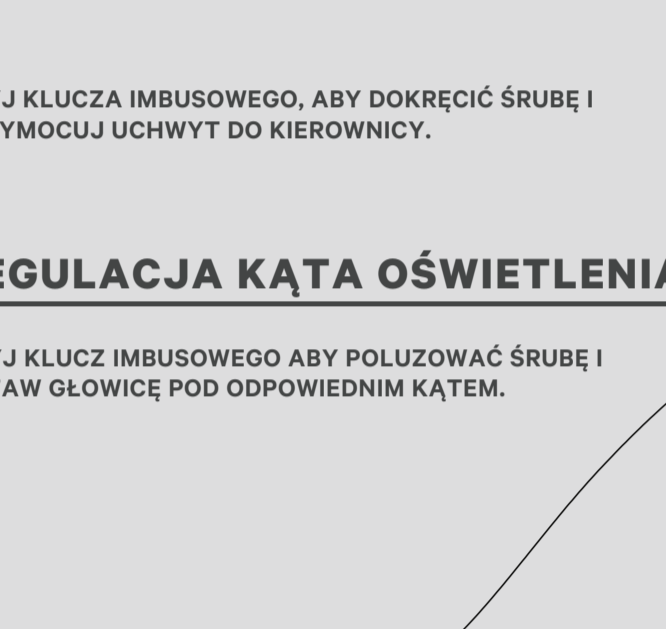 J KLUCZA IMBUSOWEGO, ABY DOKRĘCIĆ ŚRUBĘ I
YMOCUJ UCHWYT DO KIEROWNICY.
EGULACJA KĄTA OŚWIETLENIA
J KLUCZ IMBUSOWEGO ABY POLUZOWAĆ ŚRUBĘ I
AW GŁOWICĘ POD ODPOWIEDNIM KĄTEM.